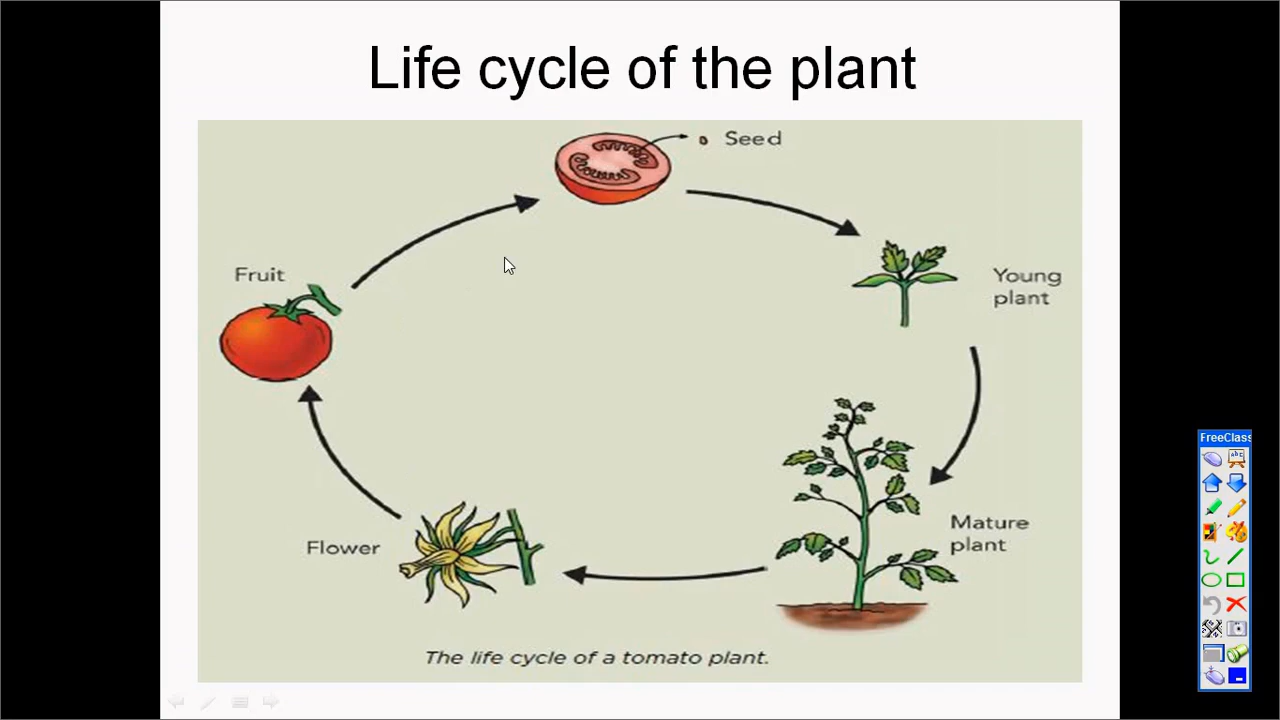 Life cycle of the plant
Seed
Fruit
Young
plant
FreeClass
abc
Mature
plant
Flower
The life cycle of a tomato plant.